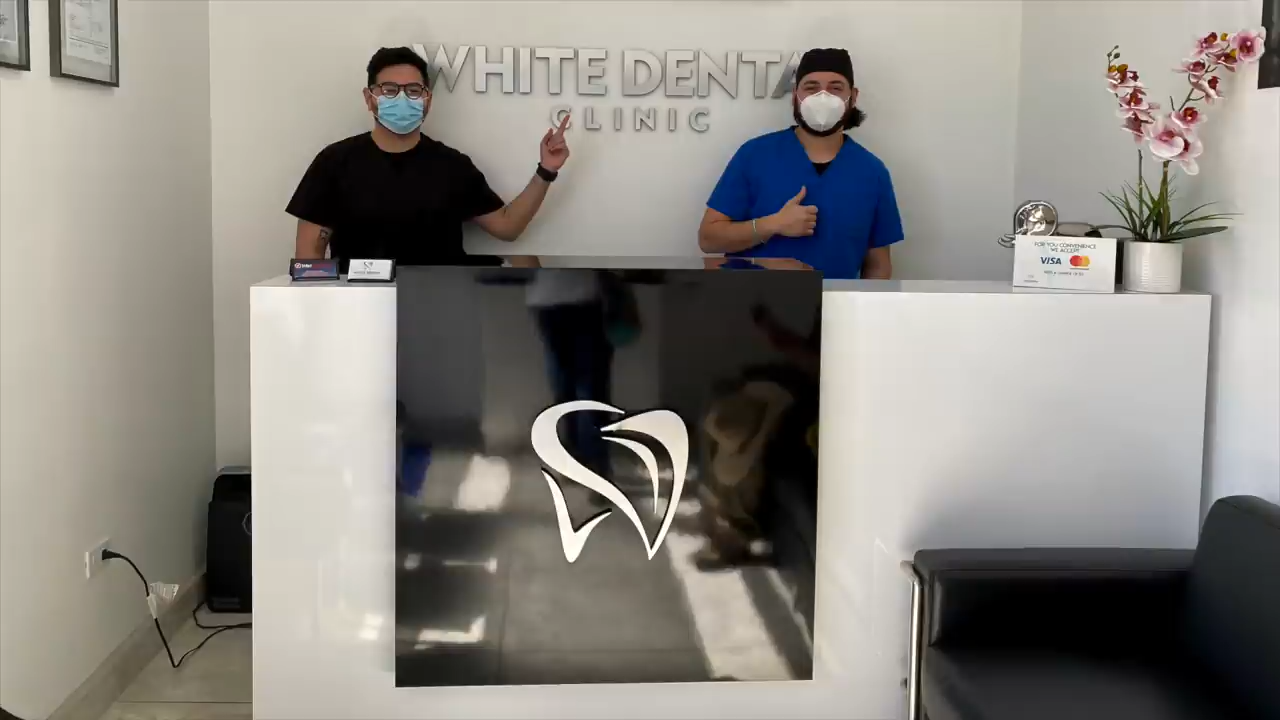 WHITE DENTA
CLINIC
FOR YOU CONVENIENCE
WE ACCEPT
VISA